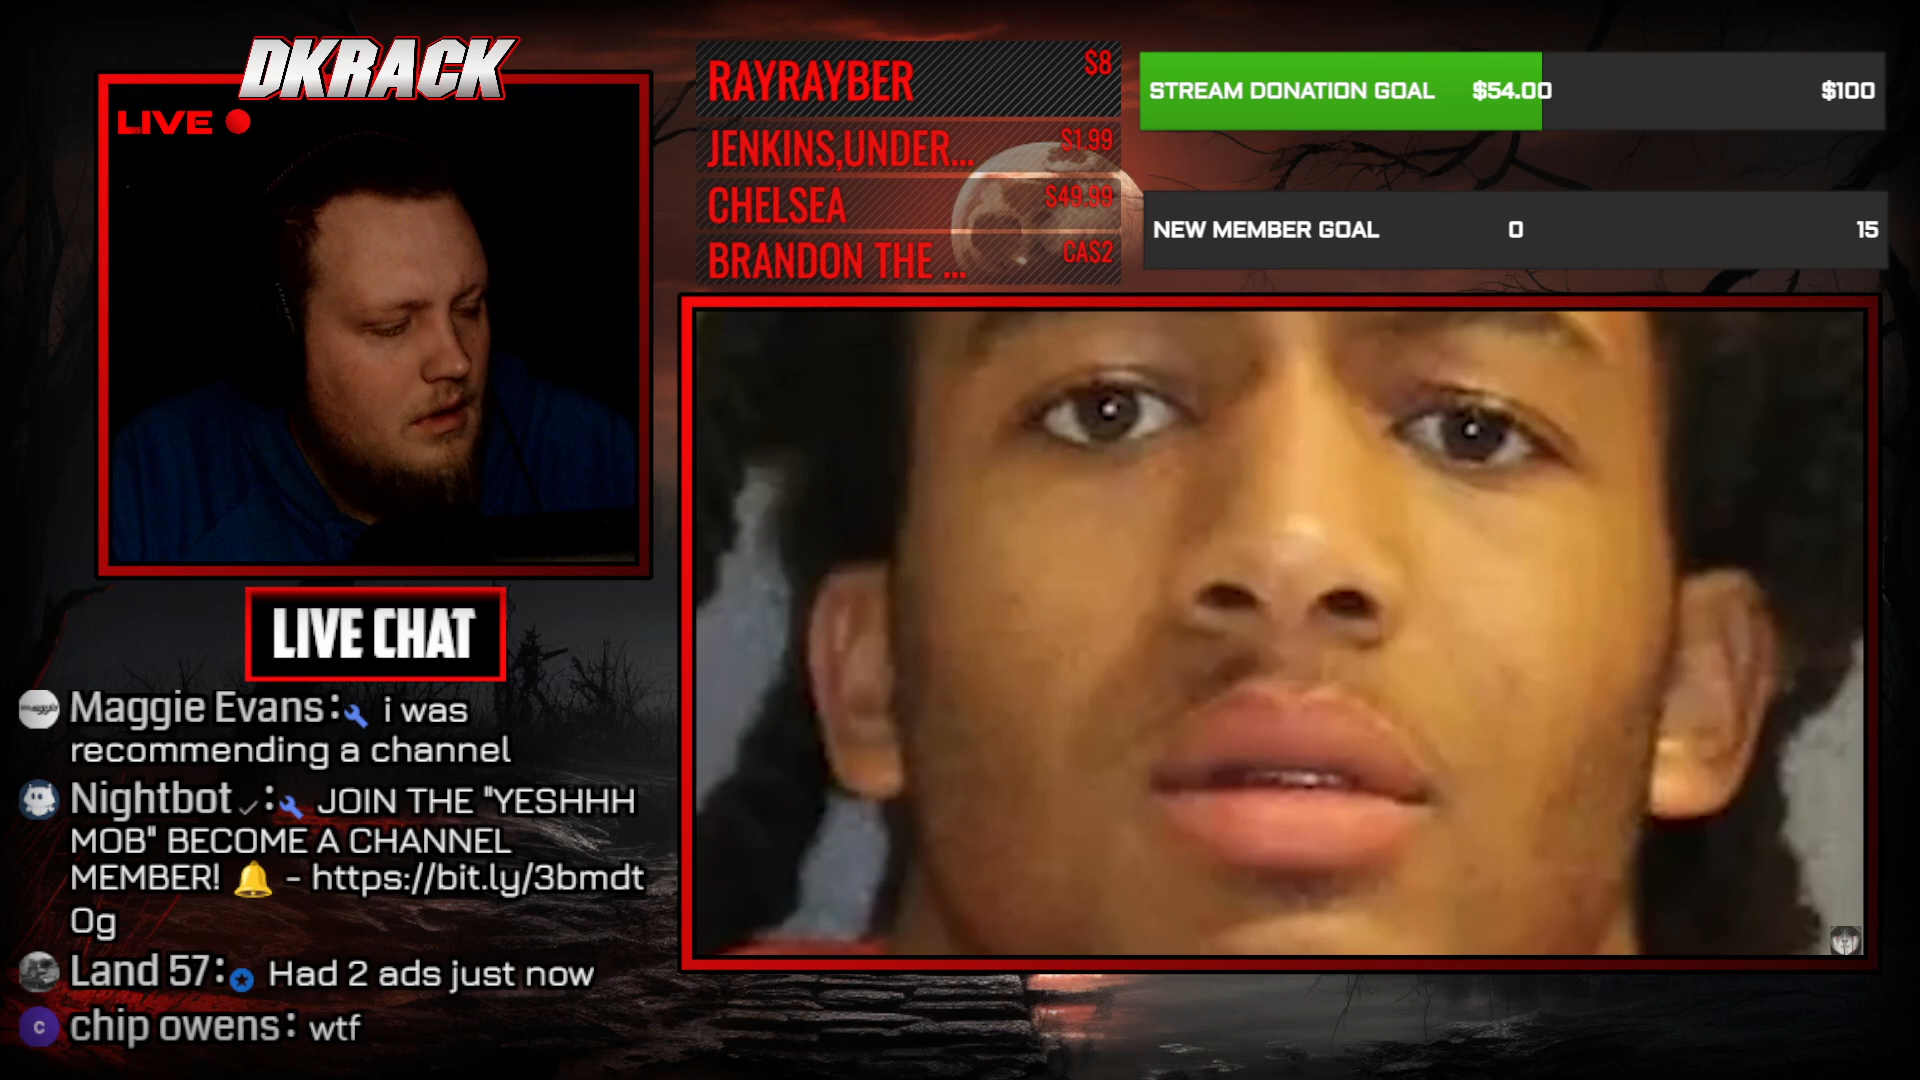 DKRACK
LIVE
RAYRAYBER $8
JENKINS,UNDER... $1.99
CHELSEA $49.99
BRANDON THE ... CA$2
STREAM DONATION GOAL $54.00 $100
NEW MEMBER GOAL 0 15
LIVE CHAT
Maggie Evans: i was
recommending a channel
Nightbot: JOIN THE "YESHHH
MOB" BECOME A CHANNEL
MEMBER! 🔔 - https://bit.ly/3bmdt
0g
Land 57: Had 2 ads just now
c chip owens: wtf